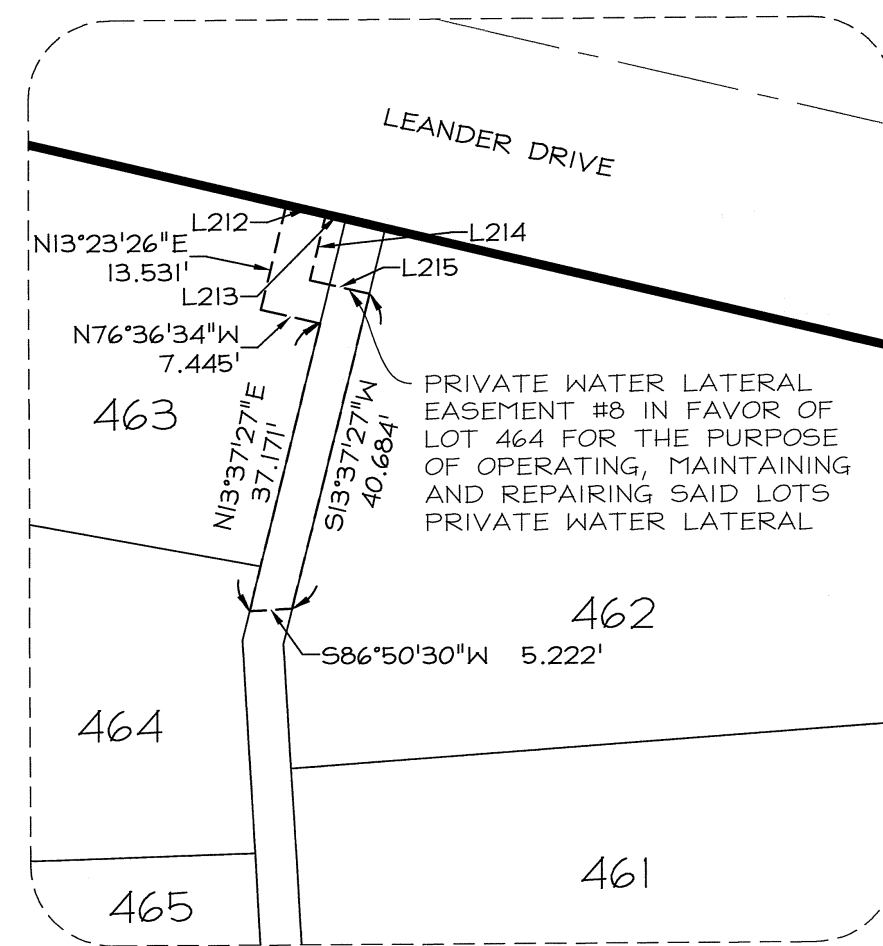 LEANDER DRIVE
L212
L214
N13°23'26"E
13.531'
L215
L213
N76°36'34"W
7.445'
463
N13°37'27"E
37.171'
S13°37'27"W
40.684'
PRIVATE WATER LATERAL
EASEMENT #8 IN FAVOR OF
LOT 464 FOR THE PURPOSE
OF OPERATING, MAINTAINING
AND REPAIRING SAID LOTS
PRIVATE WATER LATERAL
462
S86°50'30"W 5.222'
464
461
465